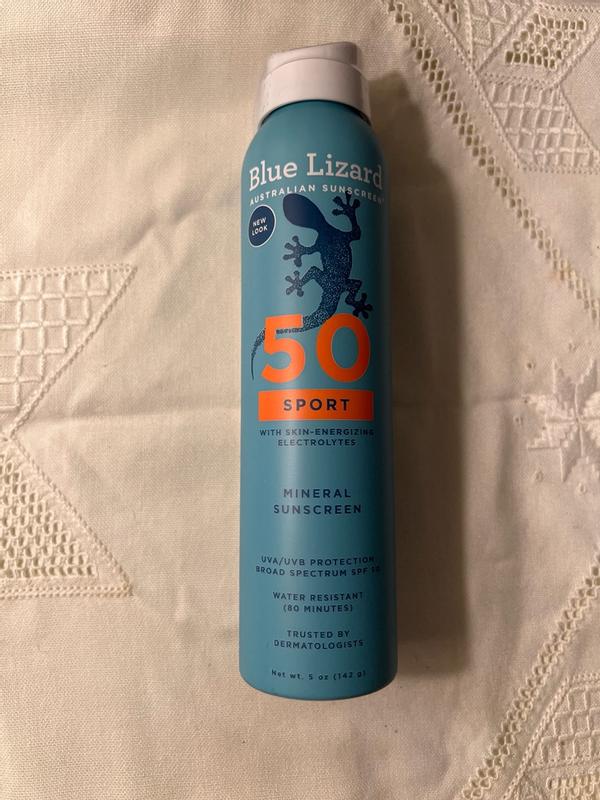 Blue Lizard
AUSTRALIAN SUNSCREEN®
NEW
LOOK
50
SPORT
WITH SKIN-ENERGIZING
ELECTROLYTES
MINERAL
SUNSCREEN
UVA/UVB PROTECTION
BROAD SPECTRUM SPF 50
WATER RESISTANT
(80 MINUTES)
TRUSTED BY
DERMATOLOGISTS
Net wt. 5 oz (142 g)